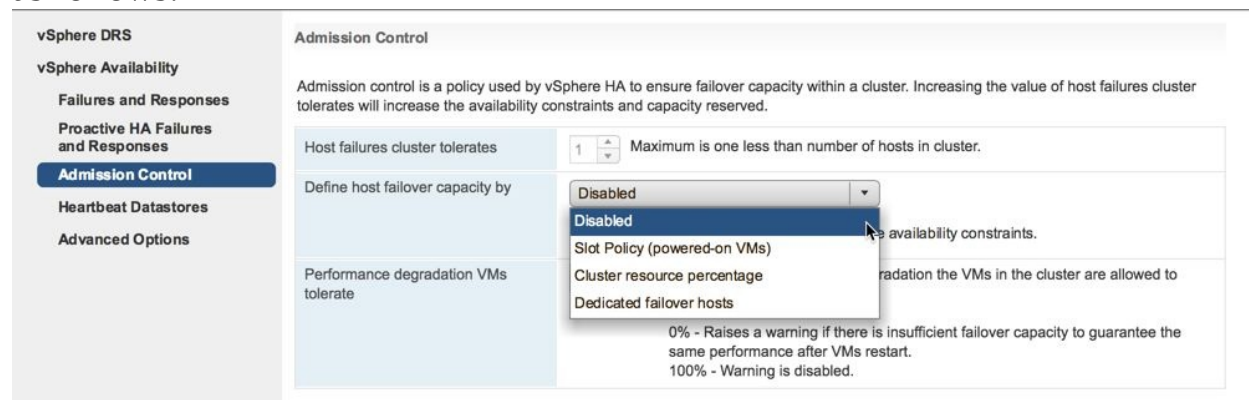 vSphere DRS
vSphere Availability
Failures and Responses
Proactive HA Failures
and Responses
Admission Control
Heartbeat Datastores
Advanced Options
Admission Control
Admission control is a policy used by vSphere HA to ensure failover capacity within a cluster. Increasing the value of host failures cluster
tolerates will increase the availability constraints and capacity reserved.
Host failures cluster tolerates
1 Maximum is one less than number of hosts in cluster.
Define host failover capacity by
Disabled
Disabled
Slot Policy (powered-on VMs)
Cluster resource percentage
Dedicated failover hosts
availability constraints.
Performance degradation VMs
tolerate
the VMs in the cluster are allowed to
0% - Raises a warning if there is insufficient failover capacity to guarantee the
same performance after VMs restart.
100% - Warning is disabled.